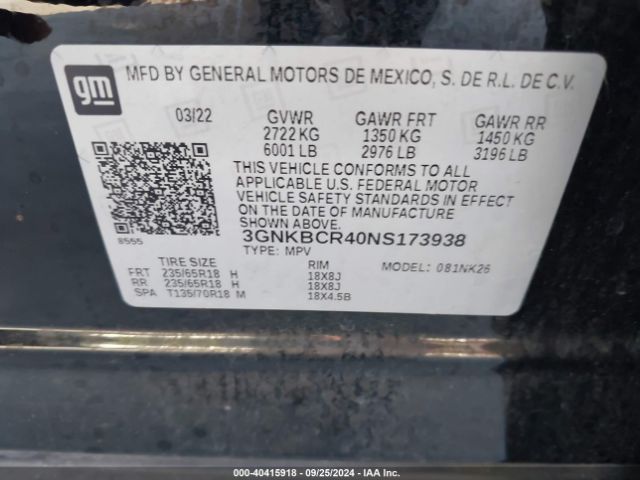 gm
MFD BY GENERAL MOTORS DE MEXICO, S. DE R.L. DE C.V.
03/22 GVWR GAWR FRT GAWR RR
2722 KG 1350 KG 1450 KG
6001 LB 2976 LB 3196 LB
THIS VEHICLE CONFORMS TO ALL
APPLICABLE U.S. FEDERAL MOTOR
VEHICLE SAFETY STANDARDS IN EFFECT
ON THE DATE OF MANUFACTURE
SHOWN ABOVE.
3GNKBCR40NS173938
8555
TYPE: MPV MODEL: 081NK26
TIRE SIZE RIM
FRT 235/65R18 H 18X8J
RR 235/65R18 H 18X8J
SPA T135/70R18 M 18X4.5B
000-40415918 - 09/25/2024 - IAA Inc.